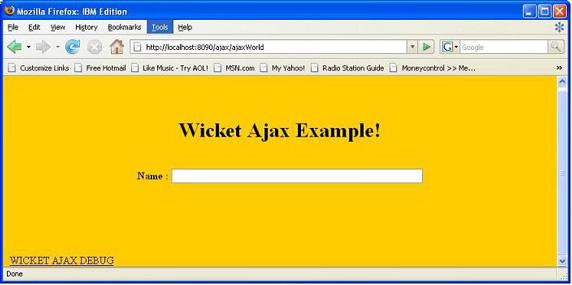 Mozilla Firefox: IBM Edition
File Edit View History Bookmarks Tools Help
http://localhost:8090/ajax/ajaxWorld
G Google
Customize Links Free Hotmail Like Music - Try AOL! MSN.com My Yahoo! Radio Station Guide Moneycontrol >> Me... »
Wicket Ajax Example!
Name :
WICKET AJAX DEBUG
Done